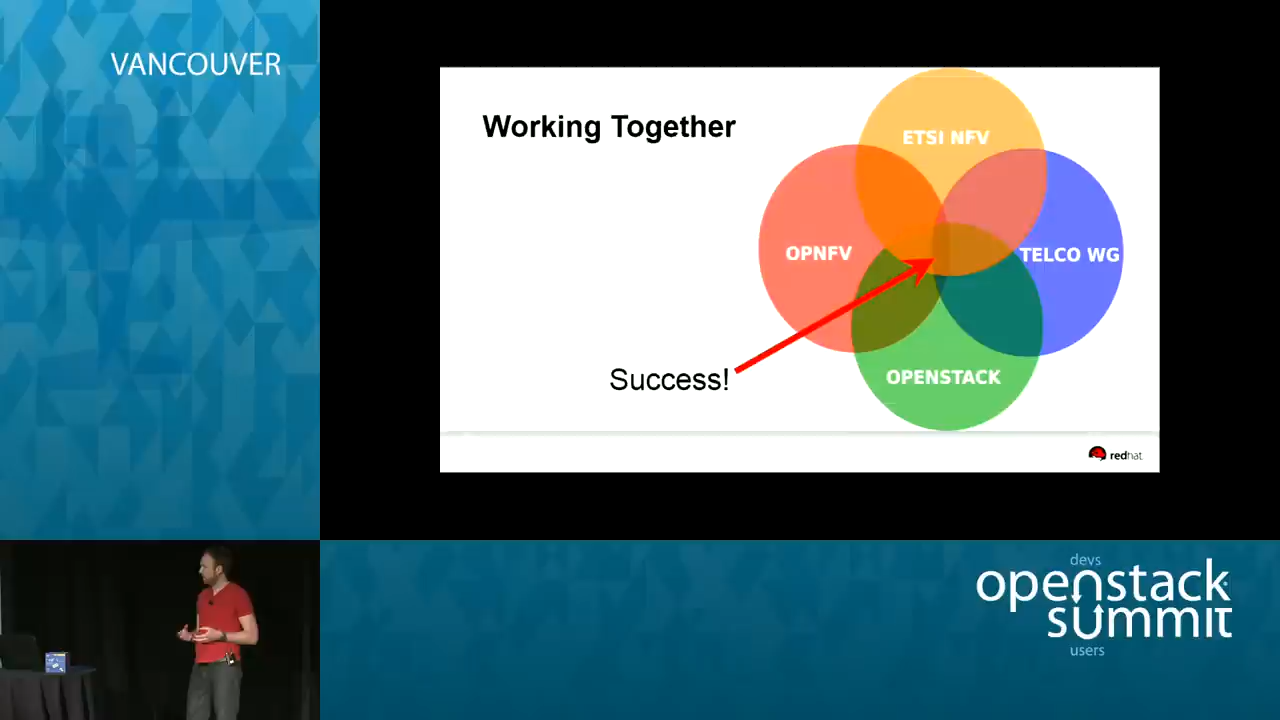 VANCOUVER
Working Together
ETSI NFV
OPNFV
TELCO WG
Success!
OPENSTACK
redhat
devs
openstack
summit
users